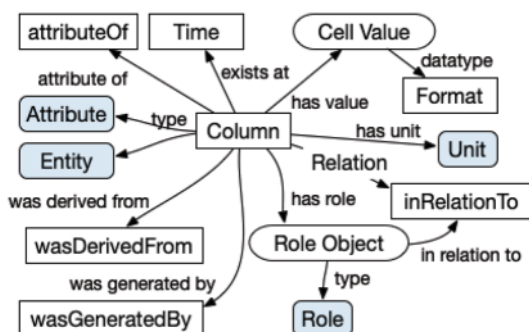 attributeOf
Time
Cell Value
attribute of
exists at
datatype
Format
Attribute
type
Column
has value
has unit
Unit
Entity
Relation
was derived from
has role
inRelationTo
wasDerivedFrom
Role Object
in relation to
was generated by
type
wasGeneratedBy
Role